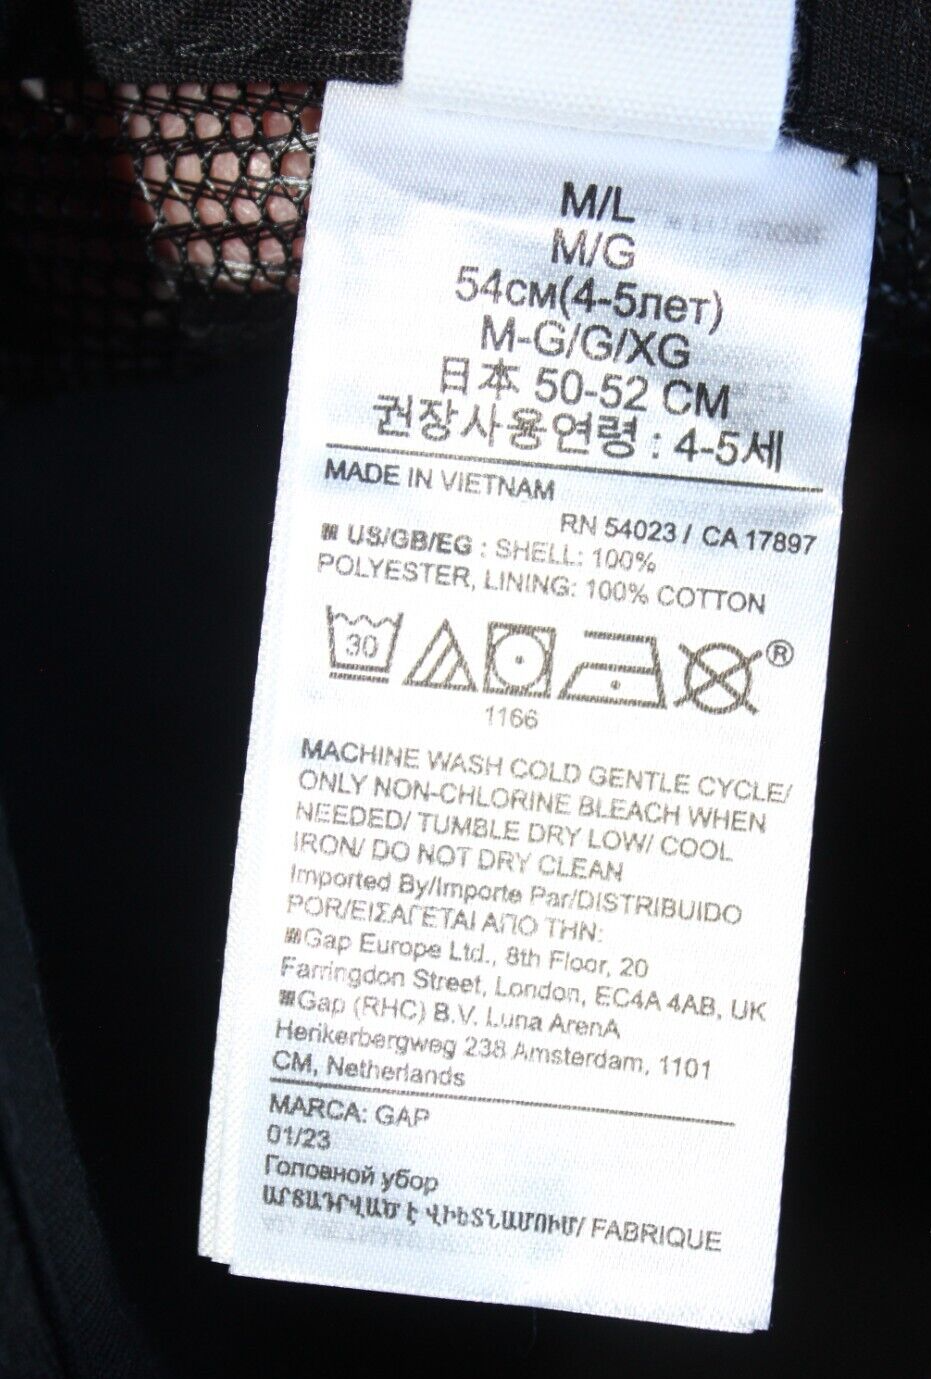 M/L
M/G
54см(4-5лет)
M-G/G/XG
日本 50-52 CM
권장사용연령 : 4-5세
MADE IN VIETNAM
RN 54023 / CA 17897
US/GB/EG : SHELL: 100%
POLYESTER, LINING: 100% COTTON
30
®
1166
MACHINE WASH COLD GENTLE CYCLE/
ONLY NON-CHLORINE BLEACH WHEN
NEEDED/ TUMBLE DRY LOW/ COOL
IRON/ DO NOT DRY CLEAN
Imported By/Importe Par/DISTRIBUIDO
POR/ΕΙΣΑΓΕΤΑΙ ΑΠΟ ΤΗΝ:
Gap Europe Ltd., 8th Floor, 20
Farringdon Street, London, EC4A 4AB, UK
Gap (RHC) B.V. Luna ArenA
Herikerbergweg 238 Amsterdam, 1101
CM, Netherlands
MARCA: GAP
01/23
Головной убор
ԱՐՏԱԴՐՎԱԾ Է ՎԻԵՏՆԱՄՈՒՄ/ FABRIQUE